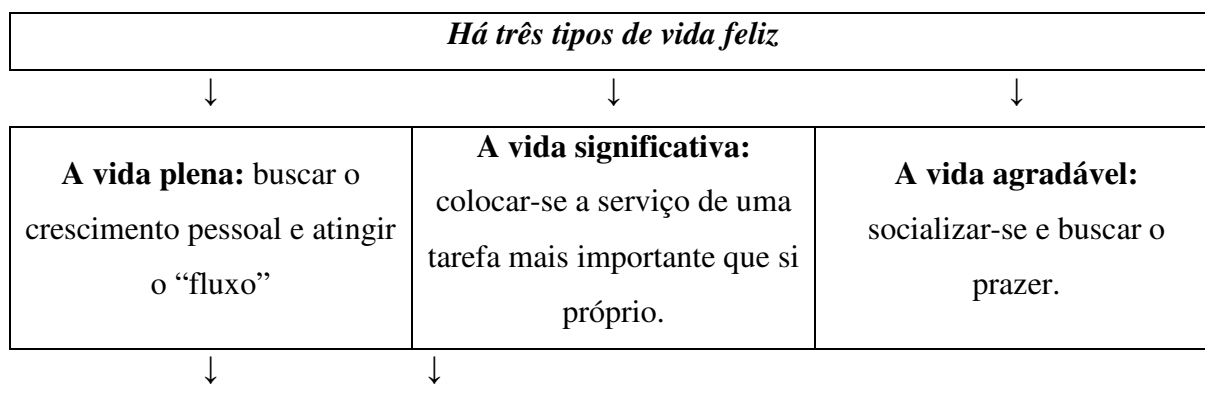 Há três tipos de vida feliz
↓ ↓ ↓
A vida plena: buscar o
crescimento pessoal e atingir
o “fluxo”
A vida significativa:
colocar-se a serviço de uma
tarefa mais importante que si
próprio.
A vida agradável:
socializar-se e buscar o
prazer.
↓ ↓